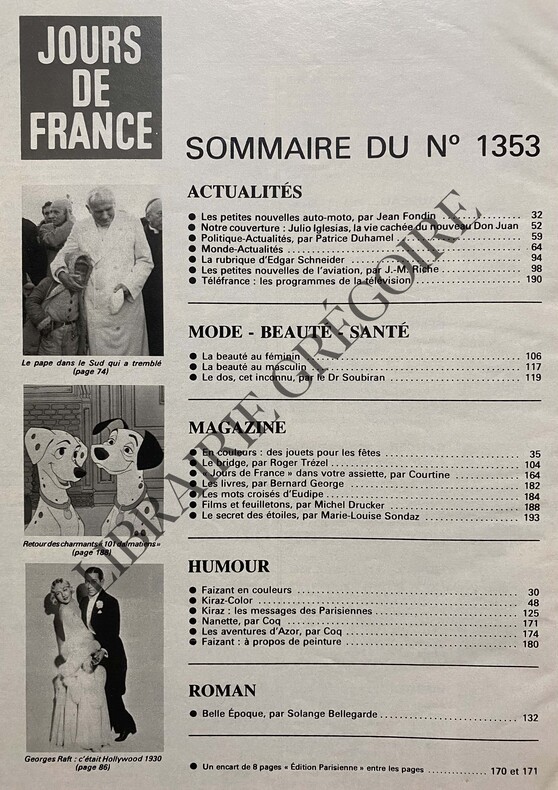 JOURS
DE
FRANCE
SOMMAIRE DU Nº 1353
ACTUALITÉS
● Les petites nouvelles auto-moto, par Jean Fondin .................. 32
● Notre couverture : Julio Iglesias, la vie cachée du nouveau Don Juan 52
● Politique-Actualités, par Patrice Duhamel .................. 59
● Monde-Actualités .................. 64
● La rubrique d'Edgar Schneider .................. 94
● Les petites nouvelles de l'aviation, par J.-M. Riche .................. 98
● Téléfrance : les programmes de la télévision .................. 190
Le pape dans le Sud qui a tremblé
(page 74)
MODE - BEAUTÉ - SANTÉ
● La beauté au féminin .................. 106
● La beauté au masculin .................. 117
● Le dos, cet inconnu, par le Dr Soubiran .................. 119
MAGAZINE
● En couleurs : des jouets pour les fêtes .................. 35
● Le bridge, par Roger Trézel .................. 104
● « Jours de France » dans votre assiette, par Courtine .................. 164
● Les livres, par Bernard George .................. 182
● Les mots croisés d'Eudipe .................. 184
● Films et feuilletons, par Michel Drucker .................. 188
● Le secret des étoiles, par Marie-Louise Sondaz .................. 193
Retour des charmants « 101 dalmatiens »
(page 188)
HUMOUR
● Faizant en couleurs .................. 30
● Kiraz-Color .................. 48
● Kiraz : les messages des Parisiennes .................. 125
● Nanette, par Coq .................. 171
● Les aventures d'Azor, par Coq .................. 174
● Faizant : à propos de peinture .................. 180
ROMAN
● Belle Époque, par Solange Bellegarde .................. 132
Georges Raft : c'était Hollywood 1930
(page 86)
● Un encart de 8 pages « Édition Parisienne » entre les pages .............. 170 et 171
LIBRAIRIE GRÉGOIRE